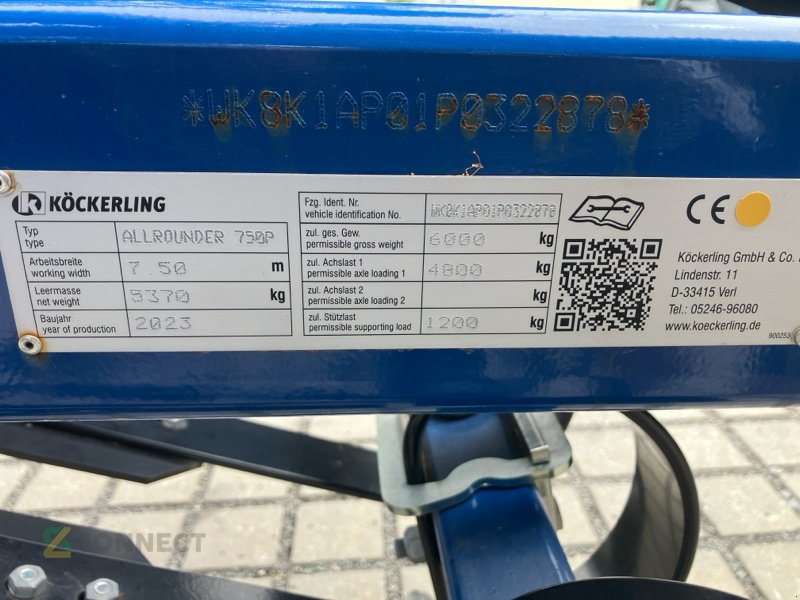 *WK8K1AP01P0322878*
KÖCKERLING
Typ
type
ALLROUNDER 750P
Arbeitsbreite
working width
7.50 m
Leermasse
net weight
5370 kg
Baujahr
year of production
2023
Fzg. Ident. Nr.
vehicle identification No.
WK8K1AP01P0322878
zul. ges. Gew.
permissible gross weight
6000 kg
zul. Achslast 1
permissible axle loading 1
4800 kg
zul. Achslast 2
permissible axle loading 2
kg
zul. Stützlast
permissible supporting load
1200 kg
CE
Köckerling GmbH & Co.
Lindenstr. 11
D-33415 Verl
Tel.: 05246-96080
www.koeckerling.de
900253
CONNECT